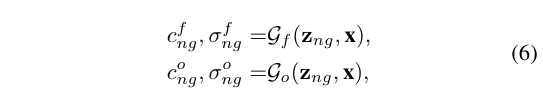 c^f_{ng}, σ^f_{ng} = 𝒢_f(𝐳_{ng}, 𝐱),
c^o_{ng}, σ^o_{ng} = 𝒢_o(𝐳_{ng}, 𝐱),
(6)